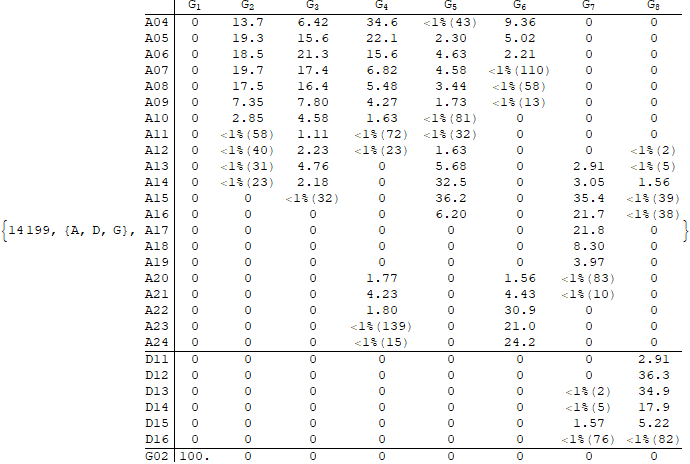 G1 G2 G3 G4 G5 G6 G7 G8
A04 0 13.7 6.42 34.6 <1%(43) 9.36 0 0
A05 0 19.3 15.6 22.1 2.30 5.02 0 0
A06 0 18.5 21.3 15.6 4.63 2.21 0 0
A07 0 19.7 17.4 6.82 4.58 <1%(110) 0 0
A08 0 17.5 16.4 5.48 3.44 <1%(58) 0 0
A09 0 7.35 7.80 4.27 1.73 <1%(13) 0 0
A10 0 2.85 4.58 1.63 <1%(81) 0 0 0
A11 0 <1%(58) 1.11 <1%(72) <1%(32) 0 0 0
A12 0 <1%(40) 2.23 <1%(23) 1.63 0 0 <1%(2)
A13 0 <1%(31) 4.76 0 5.68 0 2.91 <1%(5)
A14 0 <1%(23) 2.18 0 32.5 0 3.05 1.56
A15 0 0 <1%(32) 0 36.2 0 35.4 <1%(39)
A16 0 0 0 0 6.20 0 21.7 <1%(38)
{14199, {A, D, G}, A17 0 0 0 0 0 0 21.8 0 }
A18 0 0 0 0 0 0 8.30 0
A19 0 0 0 0 0 0 3.97 0
A20 0 0 0 1.77 0 1.56 <1%(83) 0
A21 0 0 0 4.23 0 4.43 <1%(10) 0
A22 0 0 0 1.80 0 30.9 0 0
A23 0 0 0 <1%(139) 0 21.0 0 0
A24 0 0 0 <1%(15) 0 24.2 0 0
D11 0 0 0 0 0 0 0 2.91
D12 0 0 0 0 0 0 0 36.3
D13 0 0 0 0 0 0 <1%(2) 34.9
D14 0 0 0 0 0 0 <1%(5) 17.9
D15 0 0 0 0 0 0 1.57 5.22
D16 0 0 0 0 0 0 <1%(76) <1%(82)
G02 100. 0 0 0 0 0 0 0